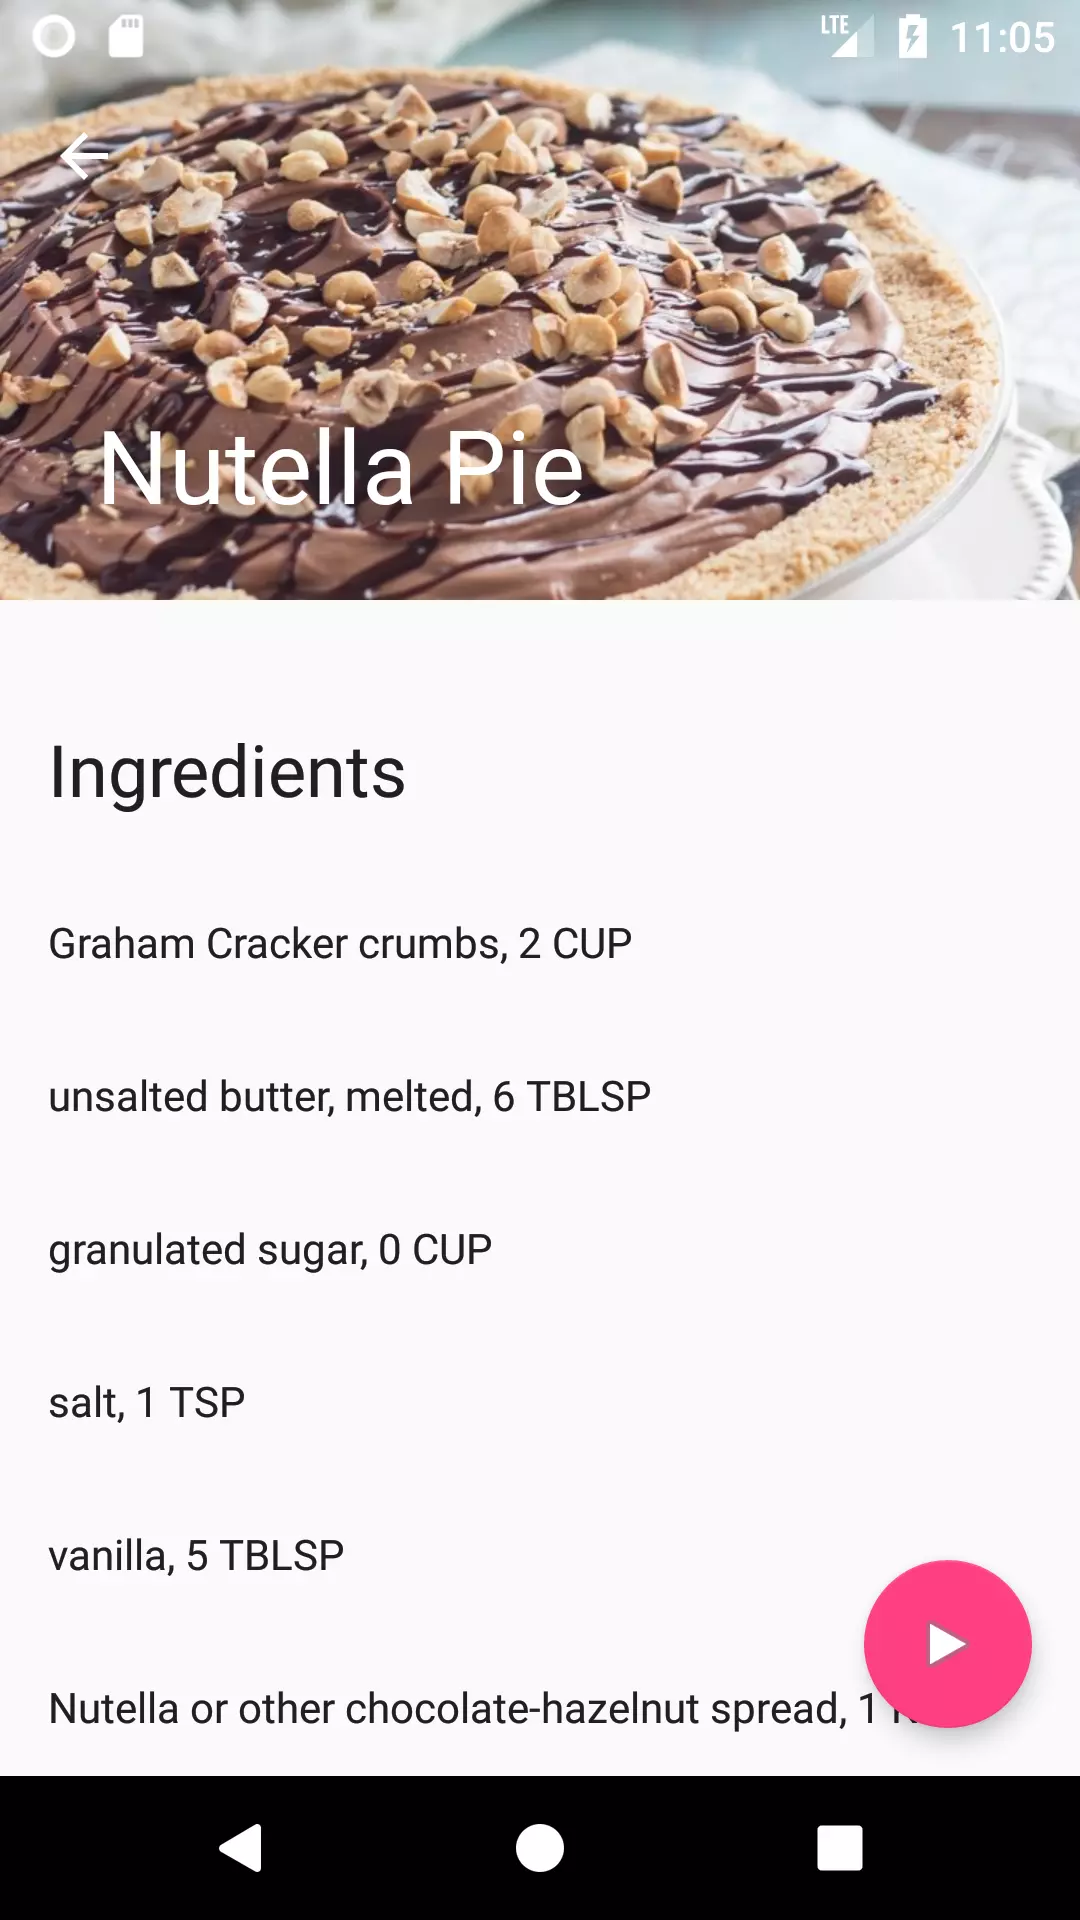 LTE 11:05
Nutella Pie
Ingredients
Graham Cracker crumbs, 2 CUP
unsalted butter, melted, 6 TBLSP
granulated sugar, 0 CUP
salt, 1 TSP
vanilla, 5 TBLSP
Nutella or other chocolate-hazelnut spread, 1